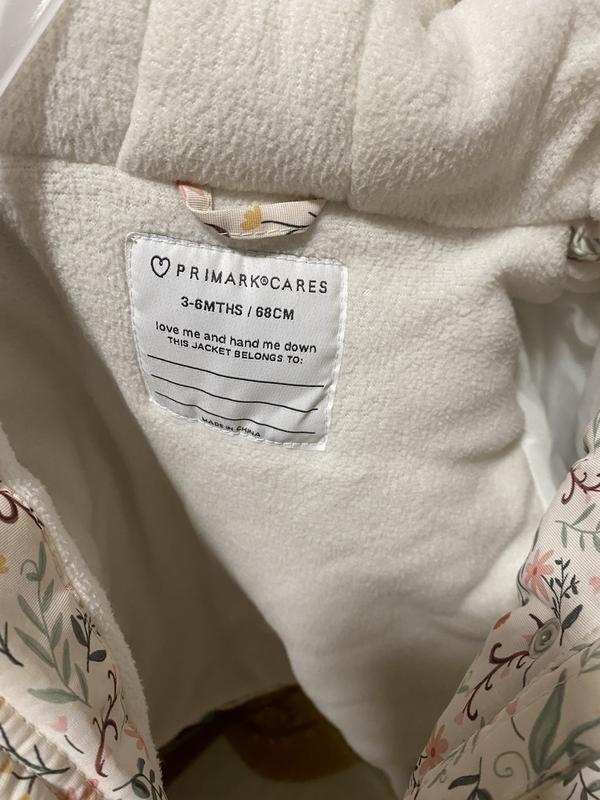 PRIMARK®CARES
3-6MTHS / 68CM
love me and hand me down
THIS JACKET BELONGS TO:
MADE IN CHINA